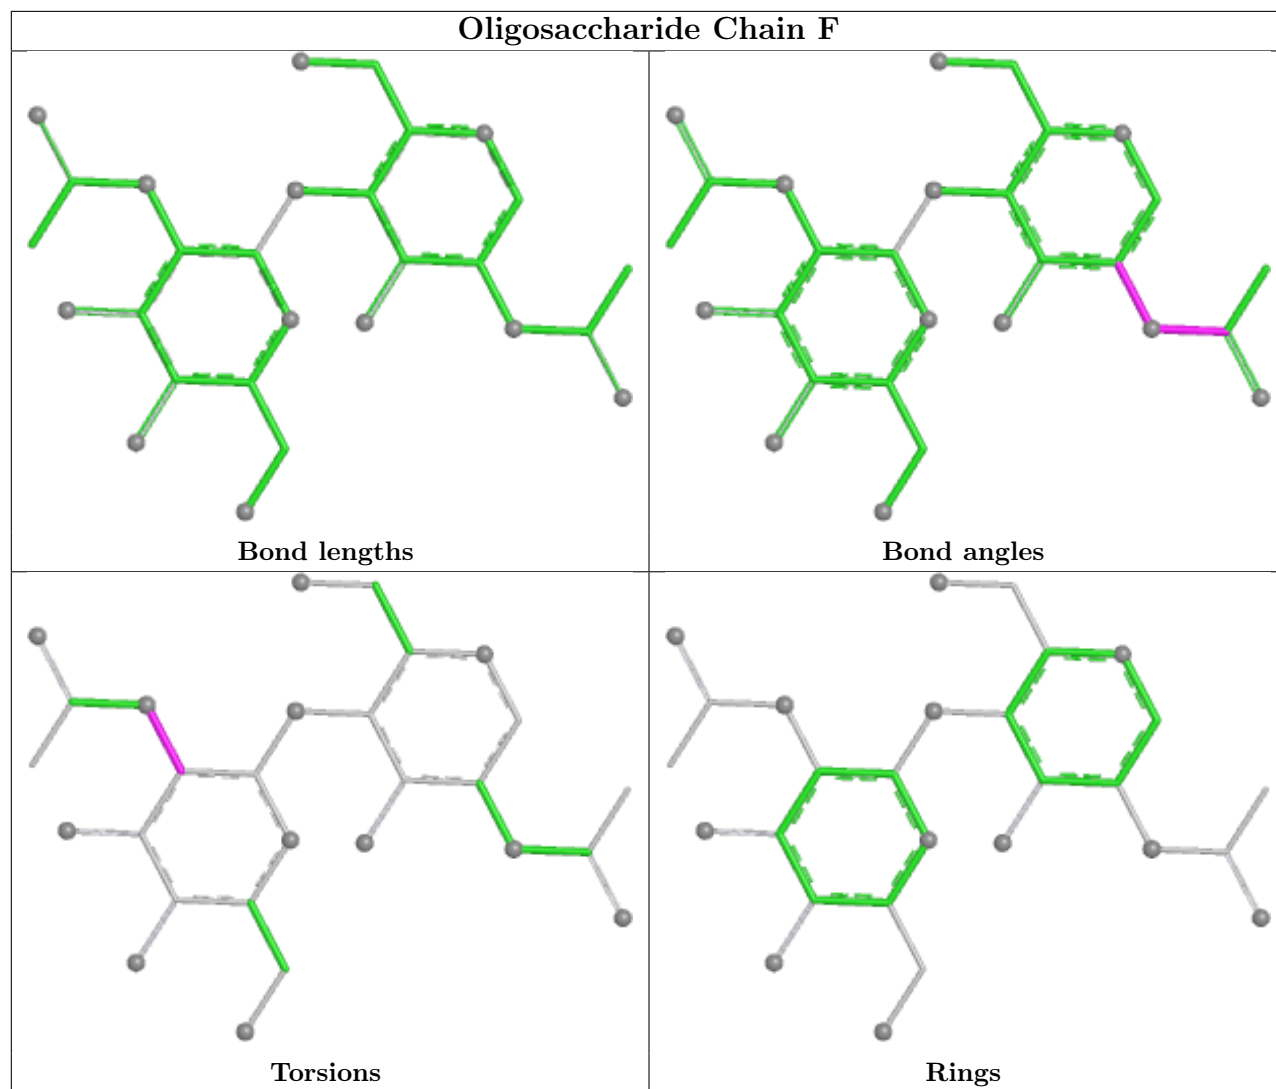 Oligosaccharide Chain F
Bond lengths
Bond angles
Torsions
Rings